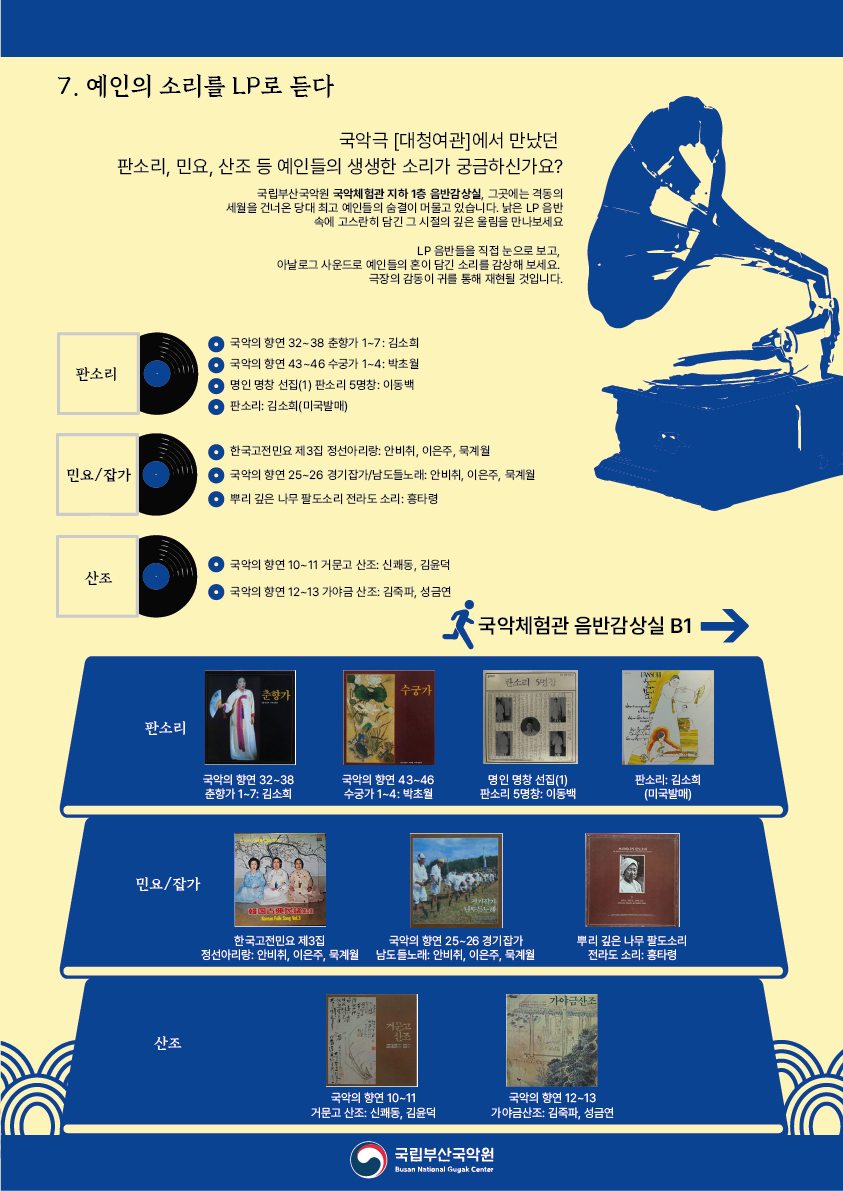 7. 예인의 소리를 LP로 듣다
국악극 [대청여관]에서 만났던
판소리, 민요, 산조 등 예인들의 생생한 소리가 궁금하신가요?
국립부산국악원 국악체험관 지하 1층 음반감상실, 그곳에는 격동의
세월을 건너온 당대 최고 예인들의 숨결이 머물고 있습니다. 낡은 LP 음반
속에 고스란히 담긴 그 시절의 깊은 울림을 만나보세요
LP 음반들을 직접 눈으로 보고,
아날로그 사운드로 예인들의 혼이 담긴 소리를 감상해 보세요.
극장의 감동이 귀를 통해 재현될 것입니다.
판소리
국악의 향연 32~38 춘향가 1~7: 김소희
국악의 향연 43~46 수궁가 1~4: 박초월
명인 명창 선집(1) 판소리 5명창: 이동백
판소리: 김소희(미국발매)
민요/잡가
한국고전민요 제3집 정선아리랑: 안비취, 이은주, 묵계월
국악의 향연 25~26 경기잡가/남도들노래: 안비취, 이은주, 묵계월
뿌리 깊은 나무 팔도소리 전라도 소리: 흥타령
산조
국악의 향연 10~11 거문고 산조: 신쾌동, 김윤덕
국악의 향연 12~13 가야금 산조: 김죽파, 성금연
국악체험관 음반감상실 B1
판소리
춘향가
수궁가
판소리 5명창
PANSORI
국악의 향연 32~38
춘향가 1~7: 김소희
국악의 향연 43~46
수궁가 1~4: 박초월
명인 명창 선집(1)
판소리 5명창: 이동백
판소리: 김소희
(미국발매)
민요/잡가
Korean Folk Song Vol.3
경기잡가
남도들노래
한국고전민요 제3집
정선아리랑: 안비취, 이은주, 묵계월
국악의 향연 25~26 경기잡가
남도들노래: 안비취, 이은주, 묵계월
뿌리 깊은 나무 팔도소리
전라도 소리: 흥타령
산조
거문고
산조
가야금산조
국악의 향연 10~11
거문고 산조: 신쾌동, 김윤덕
국악의 향연 12~13
가야금산조: 김죽파, 성금연
국립부산국악원
Busan National Gugak Center